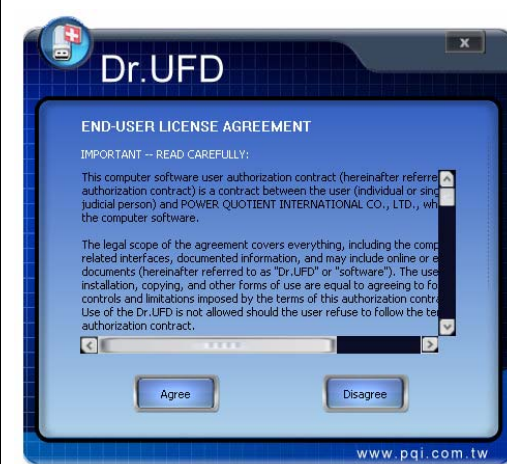 Dr.UFD
x
END-USER LICENSE AGREEMENT
IMPORTANT -- READ CAREFULLY:
This computer software user authorization contract (hereinafter referre
authorization contract) is a contract between the user (individual or sing
judicial person) and POWER QUOTIENT INTERNATIONAL CO., LTD., wh
the computer software.
The legal scope of the agreement covers everything, including the comp
related interfaces, documented information, and may include online or e
documents (hereinafter referred to as "Dr.UFD" or "software"). The use
installation, copying, and other forms of use are equal to agreeing to fo
controls and limitations imposed by the terms of this authorization contra
Use of the Dr.UFD is not allowed should the user refuse to follow the te
authorization contract.
Agree
Disagree
www.pqi.com.tw